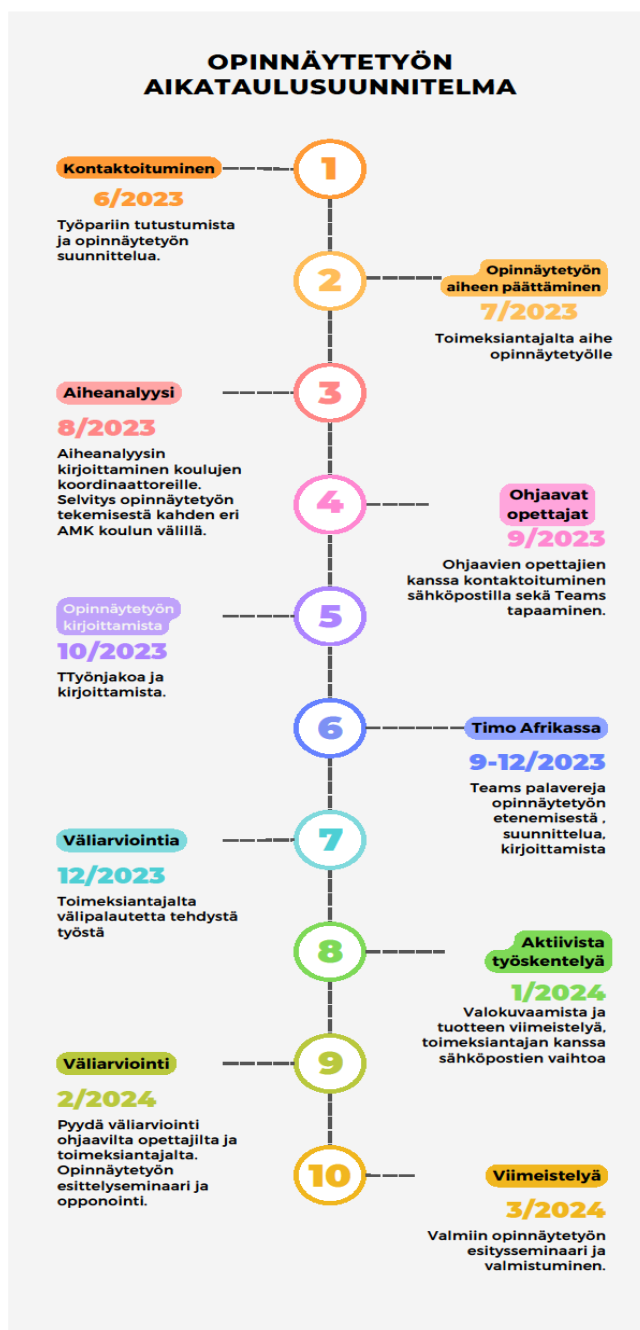 OPINNÄYTETYÖN
AIKATAULUSUUNNITELMA
1
Kontaktoituminen
6/2023
Työpariin tutustumista
ja opinnäytetyön
suunnittelua.
2
Opinnäytetyön
aiheen päättäminen
7/2023
Toimeksiantajalta aihe
opinnäytetyölle
3
Aiheanalyysi
8/2023
Aiheanalyysin
kirjoittaminen koulujen
koordinaattoreille.
Selvitys opinnäytetyön
tekemisestä kahden eri
AMK koulun välillä.
4
Ohjaavat
opettajat
9/2023
Ohjaavien opettajien
kanssa kontaktoituminen
sähköpostilla sekä Teams
tapaaminen.
5
Opinnäytetyön
kirjoittamista
10/2023
TTyönjakoa ja
kirjoittamista.
6
Timo Afrikassa
9-12/2023
Teams palavereja
opinnäytetyön
etenemisestä ,
suunnittelua,
kirjoittamista
7
Väliarviointia
12/2023
Toimeksiantajalta
välipalautetta tehdystä
työstä
8
Aktiivista
työskentelyä
1/2024
Valokuvaamista ja
tuotteen viimeistelyä,
toimeksiantajan kanssa
sähköpostien vaihtoa
9
Väliarviointi
2/2024
Pyydä väliarviointi
ohjaavilta opettajilta ja
toimeksiantajalta.
Opinnäytetyön
esittelyseminaari ja
opponointi.
10
Viimeistelyä
3/2024
Valmiin opinnäytetyön
esitysseminaari ja
valmistuminen.